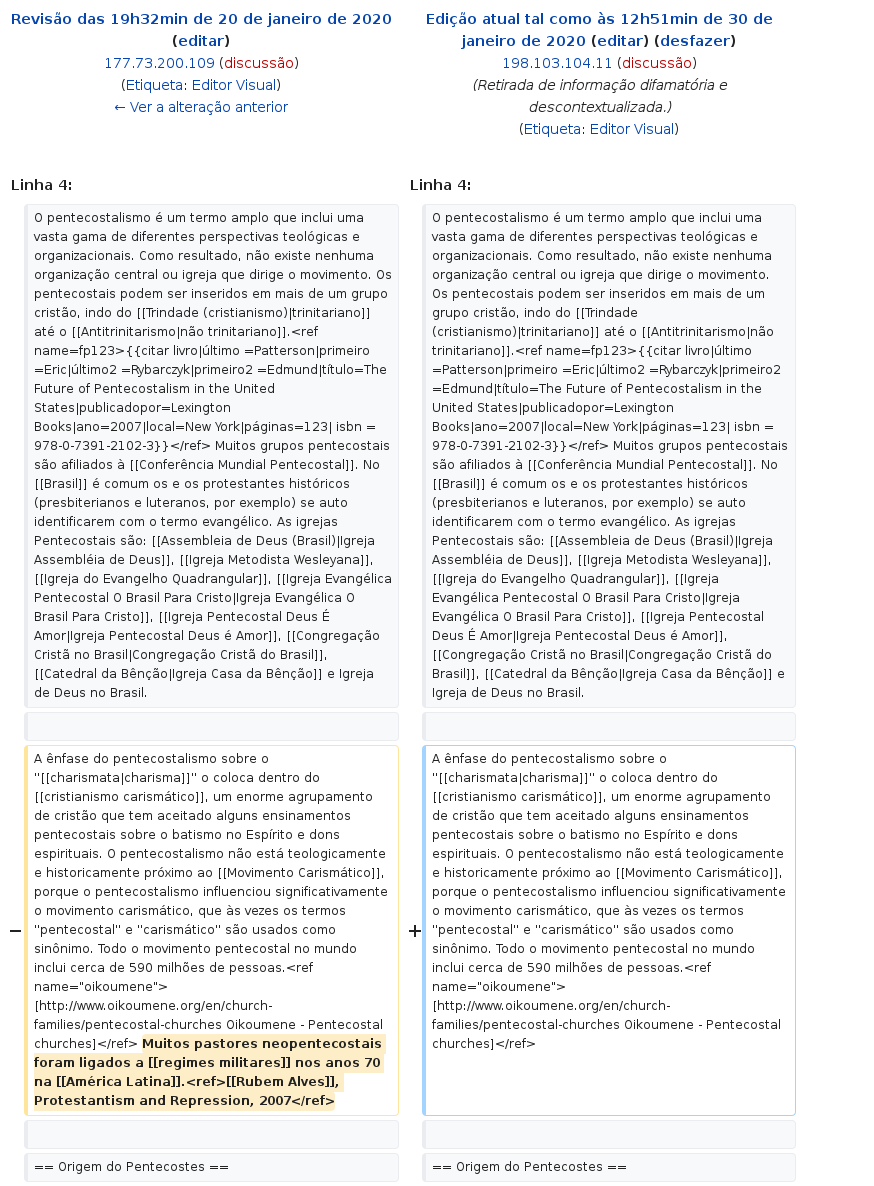 Revisão das 19h32min de 20 de janeiro de 2020
(editar)
177.73.200.109 (discussão)
(Etiqueta: Editor Visual)
← Ver a alteração anterior
Edição atual tal como às 12h51min de 30 de
janeiro de 2020 (editar) (desfazer)
198.103.104.11 (discussão)
(Retirada de informação difamatória e
descontextualizada.)
(Etiqueta: Editor Visual)
Linha 4:
Linha 4:
O pentecostalismo é um termo amplo que inclui uma
vasta gama de diferentes perspectivas teológicas e
organizacionais. Como resultado, não existe nenhuma
organização central ou igreja que dirige o movimento. Os
pentecostais podem ser inseridos em mais de um grupo
cristão, indo do [[Trindade (cristianismo)|trinitariano]]
até o [[Antitrinitarismo|não trinitariano]].<ref
name=fp123>{{citar livro|último =Patterson|primeiro
=Eric|último2 =Rybarczyk|primeiro2 =Edmund|título=The
Future of Pentecostalism in the United
States|publicadopor=Lexington
Books|ano=2007|local=New York|páginas=123| isbn =
978-0-7391-2102-3}}</ref> Muitos grupos pentecostais
são afiliados à [[Conferência Mundial Pentecostal]]. No
[[Brasil]] é comum os e os protestantes históricos
(presbiterianos e luteranos, por exemplo) se auto
identificarem com o termo evangélico. As igrejas
Pentecostais são: [[Assembleia de Deus (Brasil)|Igreja
Assembléia de Deus]], [[Igreja Metodista Wesleyana]],
[[Igreja do Evangelho Quadrangular]], [[Igreja Evangélica
Pentecostal O Brasil Para Cristo|Igreja Evangélica O
Brasil Para Cristo]], [[Igreja Pentecostal Deus É
Amor|Igreja Pentecostal Deus é Amor]], [[Congregação
Cristã no Brasil|Congregação Cristã do Brasil]],
[[Catedral da Bênção|Igreja Casa da Bênção]] e Igreja
de Deus no Brasil.
O pentecostalismo é um termo amplo que inclui uma
vasta gama de diferentes perspectivas teológicas e
organizacionais. Como resultado, não existe nenhuma
organização central ou igreja que dirige o movimento.
Os pentecostais podem ser inseridos em mais de um
grupo cristão, indo do [[Trindade
(cristianismo)|trinitariano]] até o [[Antitrinitarismo|não
trinitariano]].<ref name=fp123>{{citar livro|último
=Patterson|primeiro =Eric|último2 =Rybarczyk|primeiro2
=Edmund|título=The Future of Pentecostalism in the
United States|publicadopor=Lexington
Books|ano=2007|local=New York|páginas=123| isbn =
978-0-7391-2102-3}}</ref> Muitos grupos pentecostais
são afiliados à [[Conferência Mundial Pentecostal]]. No
[[Brasil]] é comum os e os protestantes históricos
(presbiterianos e luteranos, por exemplo) se auto
identificarem com o termo evangélico. As igrejas
Pentecostais são: [[Assembleia de Deus (Brasil)|Igreja
Assembléia de Deus]], [[Igreja Metodista Wesleyana]],
[[Igreja do Evangelho Quadrangular]], [[Igreja
Evangélica Pentecostal O Brasil Para Cristo|Igreja
Evangélica O Brasil Para Cristo]], [[Igreja Pentecostal
Deus É Amor|Igreja Pentecostal Deus é Amor]],
[[Congregação Cristã no Brasil|Congregação Cristã do
Brasil]], [[Catedral da Bênção|Igreja Casa da Bênção]] e
Igreja de Deus no Brasil.
−
A ênfase do pentecostalismo sobre o
"[[charismata|charisma]]" o coloca dentro do
[[cristianismo carismático]], um enorme agrupamento
de cristão que tem aceitado alguns ensinamentos
pentecostais sobre o batismo no Espírito e dons
espirituais. O pentecostalismo não está teologicamente
e historicamente próximo ao [[Movimento Carismático]],
porque o pentecostalismo influenciou significativamente
o movimento carismático, que às vezes os termos
"pentecostal" e "carismático" são usados como
sinônimo. Todo o movimento pentecostal no mundo
inclui cerca de 590 milhões de pessoas.<ref
name="oikoumene">
[http://www.oikoumene.org/en/church-
families/pentecostal-churches Oikoumene - Pentecostal
churches]</ref> Muitos pastores neopentecostais
foram ligados a [[regimes militares]] nos anos 70
na [[América Latina]].<ref>[[Rubem Alves]],
Protestantism and Repression, 2007</ref>
+
A ênfase do pentecostalismo sobre o
"[[charismata|charisma]]" o coloca dentro do
[[cristianismo carismático]], um enorme agrupamento
de cristão que tem aceitado alguns ensinamentos
pentecostais sobre o batismo no Espírito e dons
espirituais. O pentecostalismo não está teologicamente
e historicamente próximo ao [[Movimento Carismático]],
porque o pentecostalismo influenciou significativamente
o movimento carismático, que às vezes os termos
"pentecostal" e "carismático" são usados como
sinônimo. Todo o movimento pentecostal no mundo
inclui cerca de 590 milhões de pessoas.<ref
name="oikoumene">
[http://www.oikoumene.org/en/church-
families/pentecostal-churches Oikoumene - Pentecostal
churches]</ref>
== Origem do Pentecostes ==
== Origem do Pentecostes ==